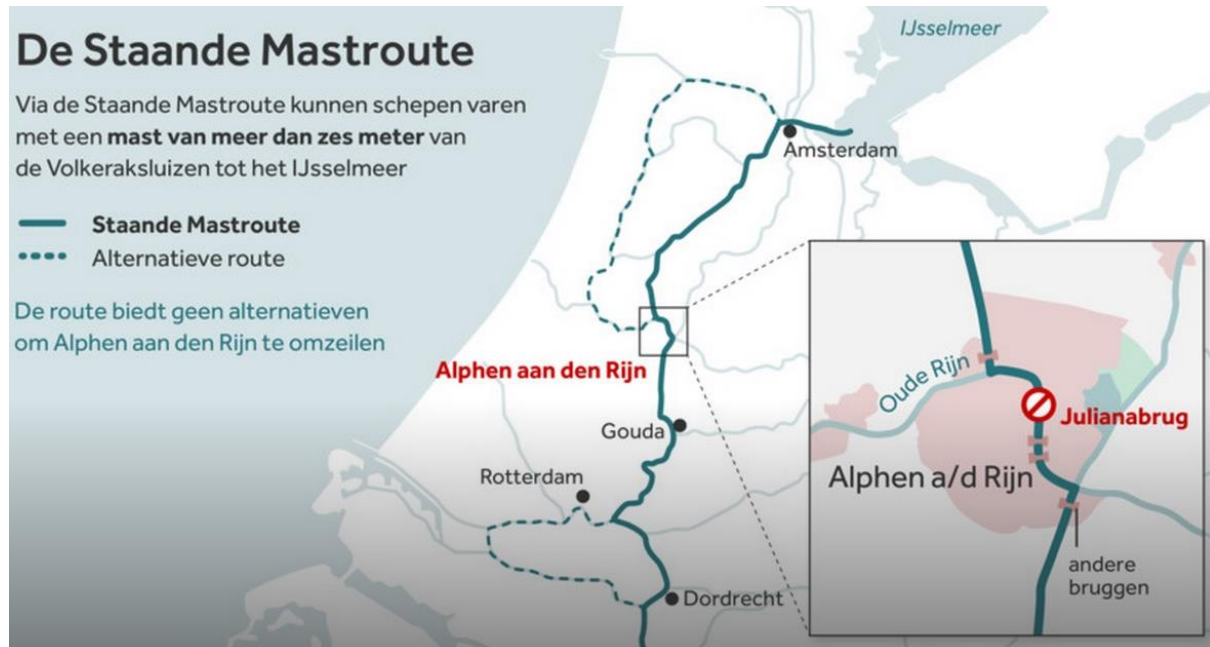 De Staande Mastroute
Via de Staande Mastroute kunnen schepen varen
met een mast van meer dan zes meter van
de Volkeraksluizen tot het IJsselmeer
Staande Mastroute
Alternatieve route
De route biedt geen alternatieven
om Alphen aan den Rijn te omzeilen
IJsselmeer
Amsterdam
Alphen aan den Rijn
Gouda
Rotterdam
Dordrecht
Oude Rijn
Julianabrug
Alphen a/d Rijn
andere
bruggen